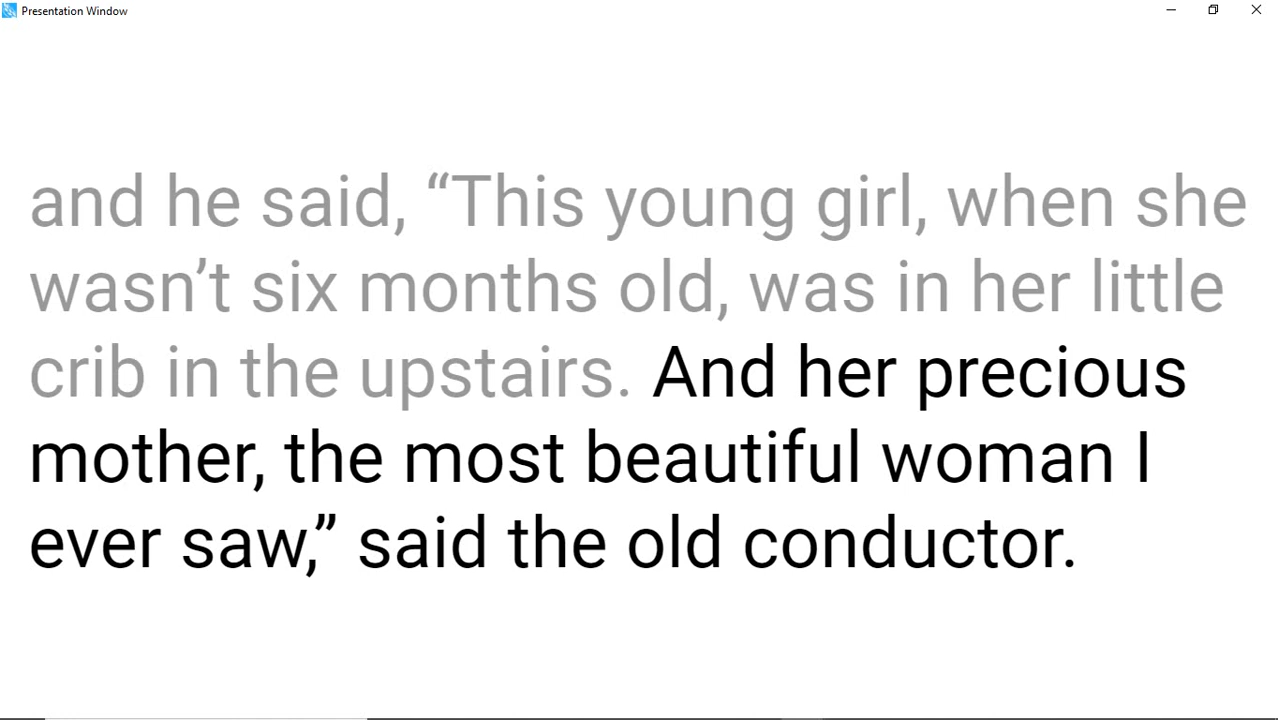 Presentation Window
and he said, “This young girl, when she
wasn’t six months old, was in her little
crib in the upstairs. And her precious
mother, the most beautiful woman I
ever saw,” said the old conductor.